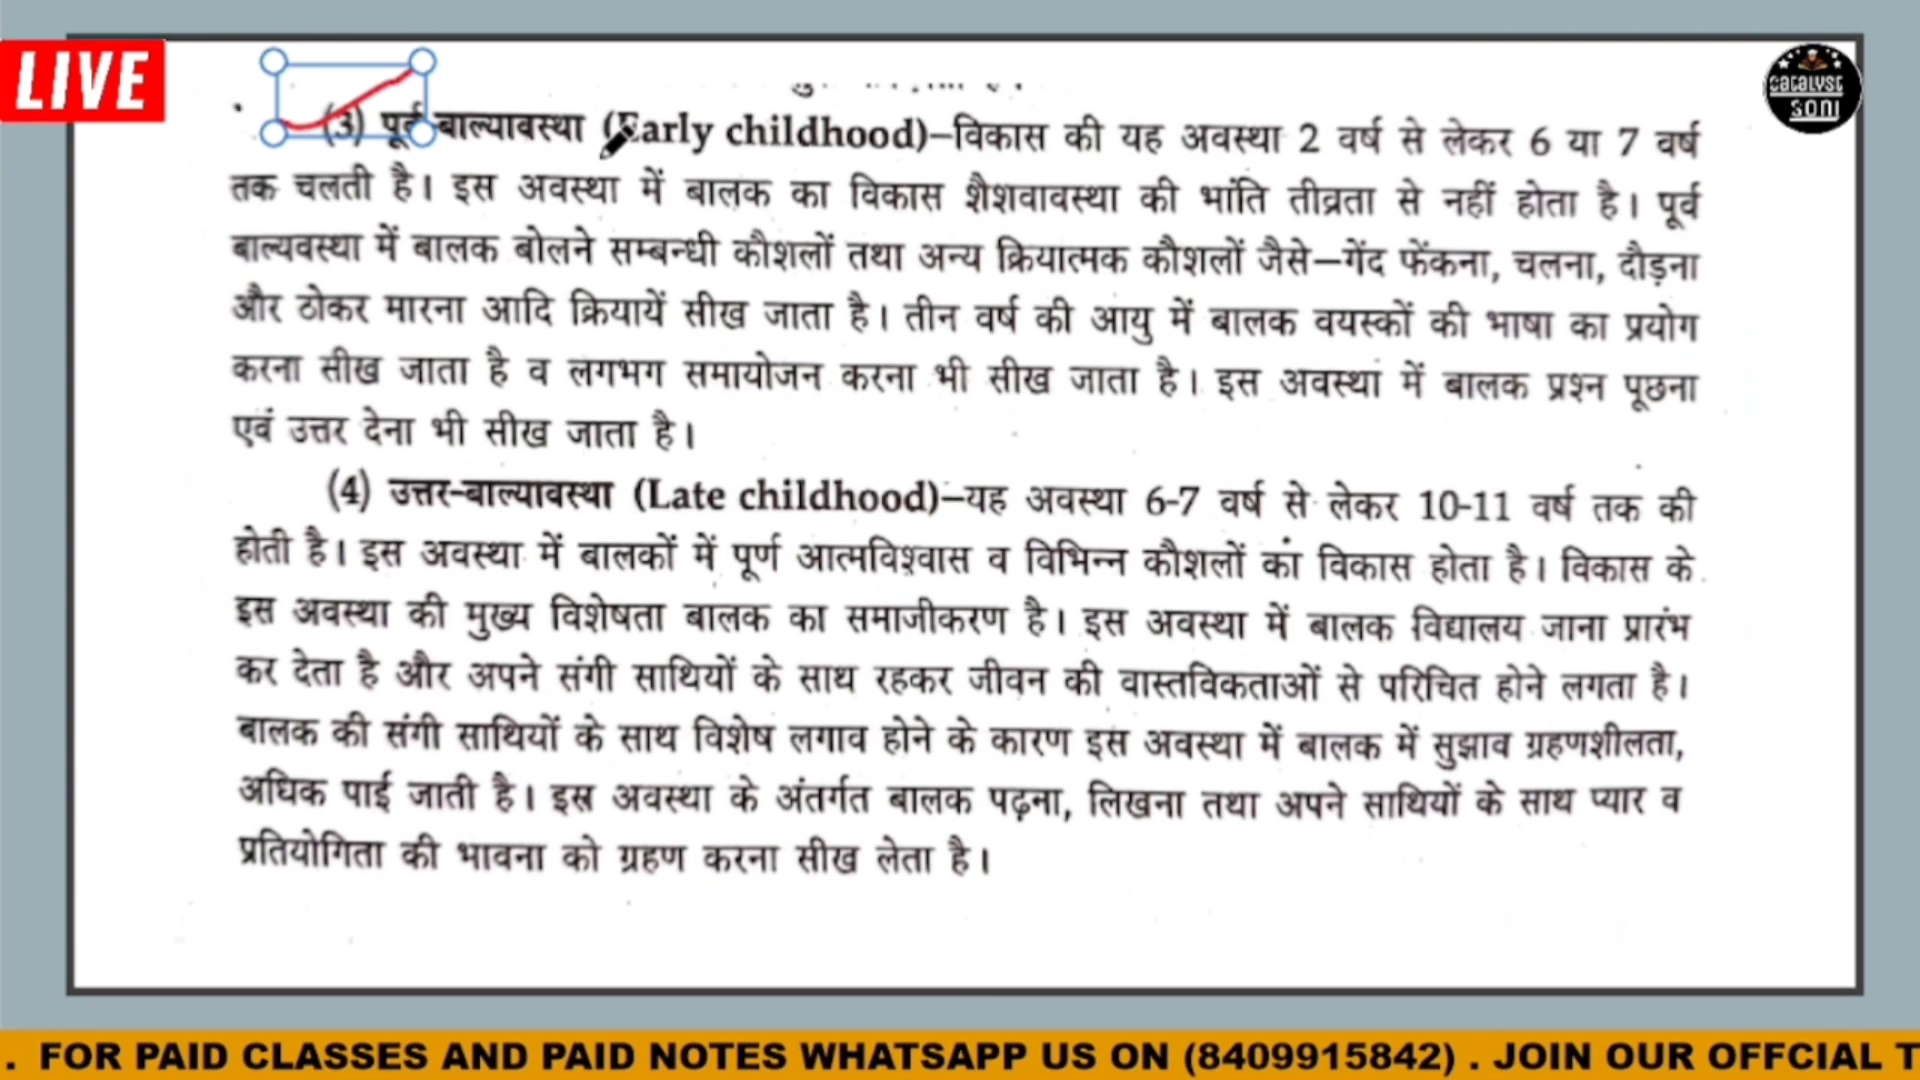 LIVE
catalyst
soni
(3) पूर्व-बाल्यावस्था (Early childhood)–विकास की यह अवस्था 2 वर्ष से लेकर 6 या 7 वर्ष
तक चलती है। इस अवस्था में बालक का विकास शैशवावस्था की भांति तीव्रता से नहीं होता है। पूर्व
बाल्यवस्था में बालक बोलने सम्बन्धी कौशलों तथा अन्य क्रियात्मक कौशलों जैसे–गेंद फेंकना, चलना, दौड़ना
और ठोकर मारना आदि क्रियायें सीख जाता है। तीन वर्ष की आयु में बालक वयस्कों की भाषा का प्रयोग
करना सीख जाता है व लगभग समायोजन करना भी सीख जाता है। इस अवस्था में बालक प्रश्न पूछना
एवं उत्तर देना भी सीख जाता है।
(4) उत्तर-बाल्यावस्था (Late childhood)–यह अवस्था 6-7 वर्ष से लेकर 10-11 वर्ष तक की
होती है। इस अवस्था में बालकों में पूर्ण आत्मविश्वास व विभिन्न कौशलों का विकास होता है। विकास के
इस अवस्था की मुख्य विशेषता बालक का समाजीकरण है। इस अवस्था में बालक विद्यालय जाना प्रारंभ
कर देता है और अपने संगी साथियों के साथ रहकर जीवन की वास्तविकताओं से परिचित होने लगता है।
बालक की संगी साथियों के साथ विशेष लगाव होने के कारण इस अवस्था में बालक में सुझाव ग्रहणशीलता,
अधिक पाई जाती है। इस अवस्था के अंतर्गत बालक पढ़ना, लिखना तथा अपने साथियों के साथ प्यार व
प्रतियोगिता की भावना को ग्रहण करना सीख लेता है।
. FOR PAID CLASSES AND PAID NOTES WHATSAPP US ON (8409915842) . JOIN OUR OFFCIAL T